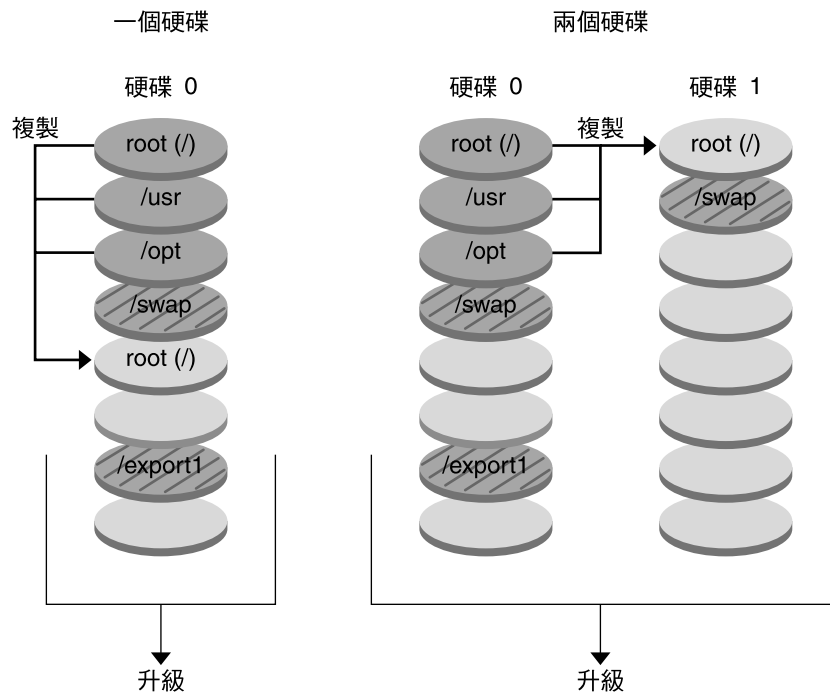 一個硬碟
兩個硬碟
硬碟 0
硬碟 0
硬碟 1
複製
root (/)
/usr
/opt
/swap
root (/)
/export1
root (/)
複製
/usr
/opt
/swap
/export1
root (/)
/swap
升級
升級